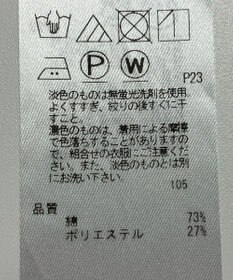 P W
P23
淡色のものは無蛍光洗剤を使用、
よくすすぎ、絞りの後すぐに干
すこと。
濃色のものは、着用による摩擦
で色落ちすることがありますの
で、組合せの衣服にご注意くださ
い。また、淡色のものとは別
にお洗い下さい。
105
品質
綿 73%
ポリエステル 27%